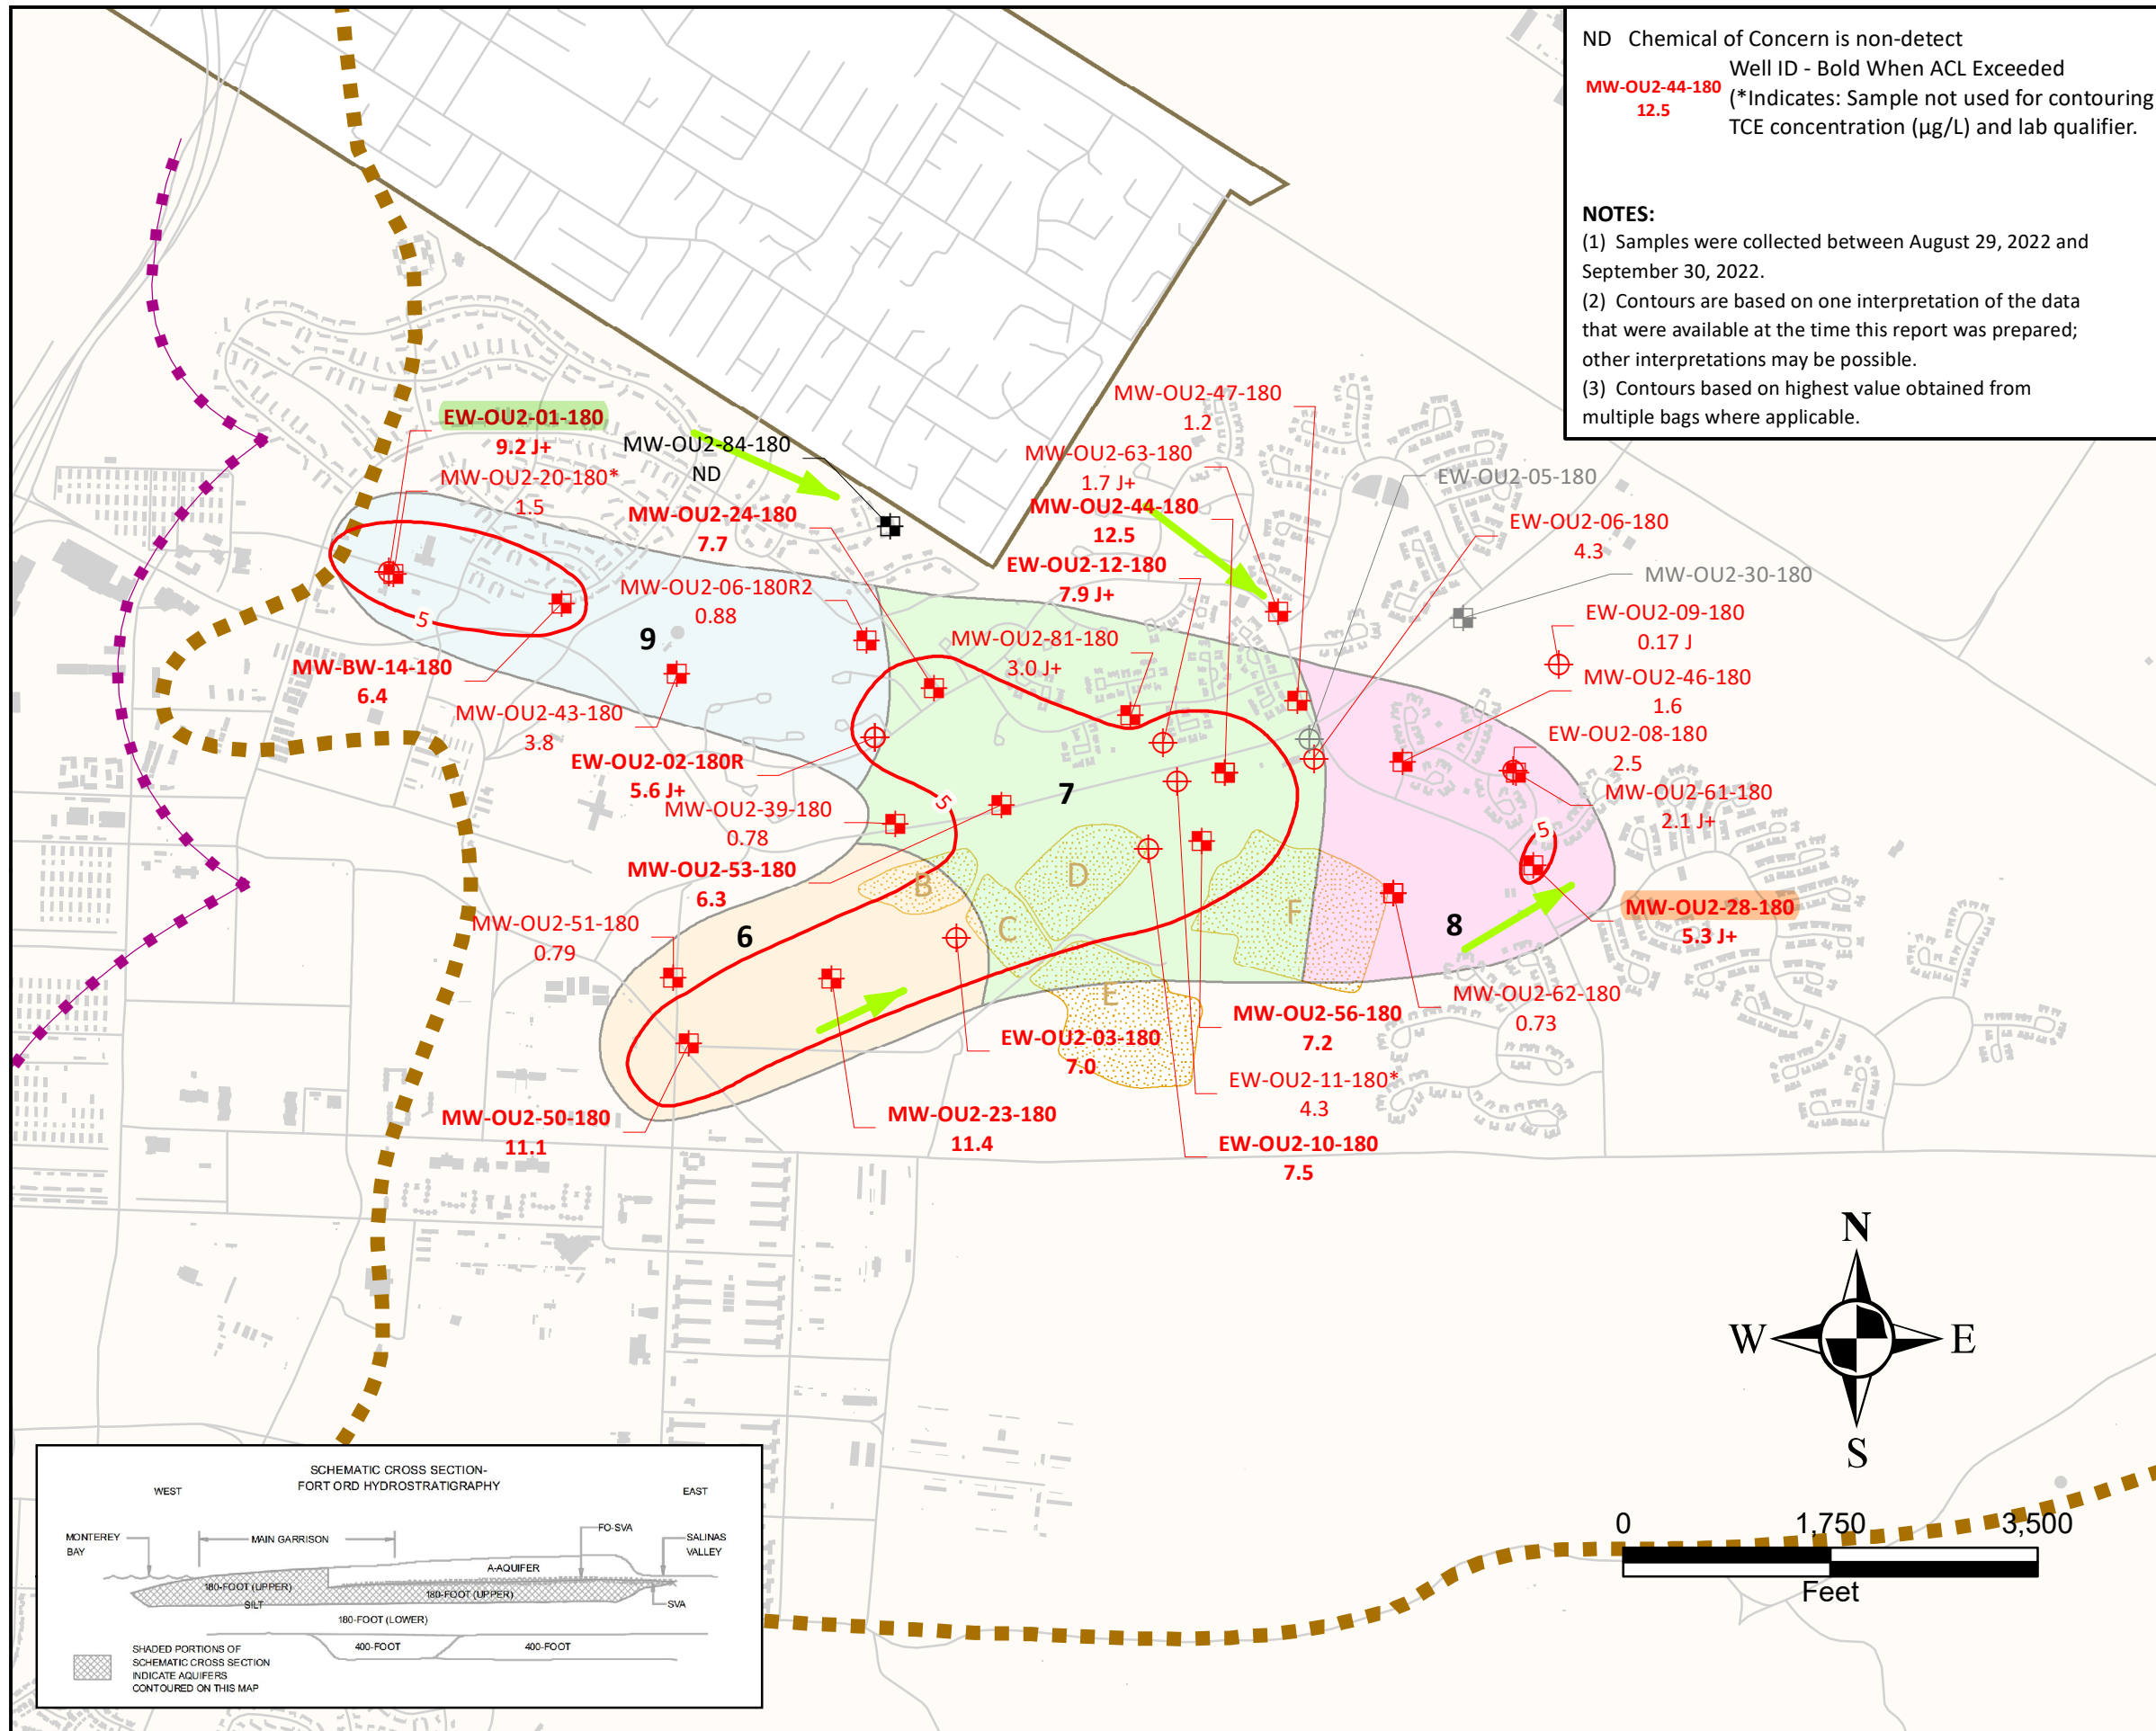 ND Chemical of Concern is non-detect
Well ID - Bold When ACL Exceeded
MW-OU2-44-180
12.5
(*Indicates: Sample not used for contouring
TCE concentration (µg/L) and lab qualifier.
NOTES:
(1) Samples were collected between August 29, 2022 and
September 30, 2022.
(2) Contours are based on one interpretation of the data
that were available at the time this report was prepared;
other interpretations may be possible.
(3) Contours based on highest value obtained from
multiple bags where applicable.
EW-OU2-01-180
9.2 J+
MW-OU2-20-180*
1.5
MW-OU2-84-180
ND
MW-OU2-24-180
7.7
MW-OU2-47-180
1.2
MW-OU2-63-180
1.7 J+
MW-OU2-44-180
12.5
EW-OU2-12-180
7.9 J+
EW-OU2-05-180
EW-OU2-06-180
4.3
MW-OU2-30-180
EW-OU2-09-180
0.17 J
MW-OU2-46-180
1.6
EW-OU2-08-180
2.5
MW-OU2-61-180
2.1 J+
MW-OU2-06-180R2
0.88
9
5
MW-OU2-81-180
3.0 J+
MW-BW-14-180
6.4
MW-OU2-43-180
3.8
EW-OU2-02-180R
5.6 J+
MW-OU2-39-180
0.78
5
7
5
MW-OU2-53-180
6.3
B
D
C
F
E
MW-OU2-28-180
5.3 J+
MW-OU2-51-180
0.79
6
8
MW-OU2-62-180
0.73
MW-OU2-56-180
7.2
EW-OU2-03-180
7.0
EW-OU2-11-180*
4.3
MW-OU2-50-180
11.1
MW-OU2-23-180
11.4
EW-OU2-10-180
7.5
N
W
E
S
0
1,750
3,500
Feet
SCHEMATIC CROSS SECTION-
FORT ORD HYDROSTRATIGRAPHY
WEST
EAST
MONTEREY
BAY
MAIN GARRISON
FO-SVA
SALINAS
VALLEY
A-AQUIFER
180-FOOT (UPPER)
180-FOOT (UPPER)
SILT
SVA
180-FOOT (LOWER)
400-FOOT
400-FOOT
SHADED PORTIONS OF
SCHEMATIC CROSS SECTION
INDICATE AQUIFERS
CONTOURED ON THIS MAP